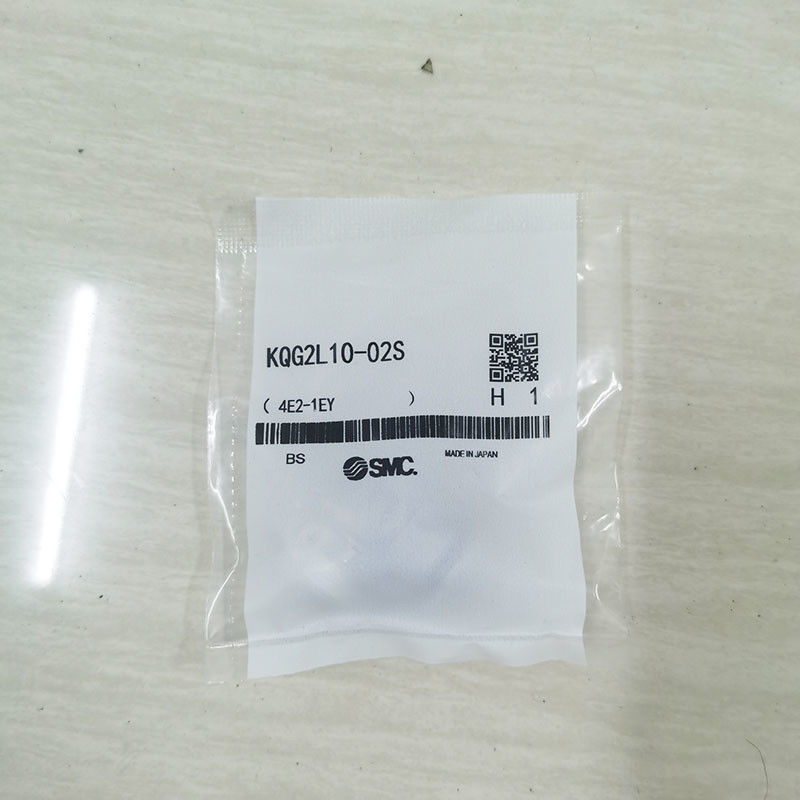 KQG2L10-02S
( 4E2-1EY )
H 1
BS
SMC.
MADE IN JAPAN